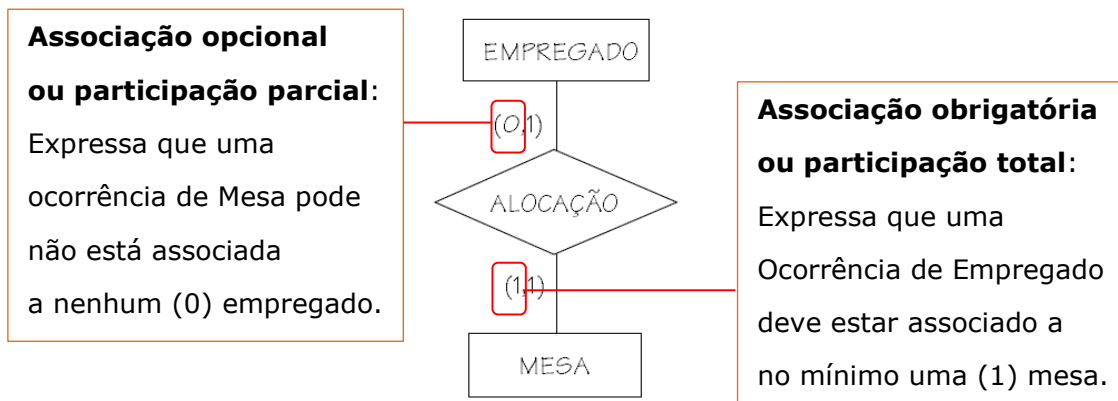 Associação opcional
ou participação parcial:
Expressa que uma
ocorrência de Mesa pode
não está associada
a nenhum (0) empregado.
EMPREGADO
(0,1)
ALOCAÇÃO
(1,1)
MESA
Associação obrigatória
ou participação total:
Expressa que uma
Ocorrência de Empregado
deve estar associado a
no mínimo uma (1) mesa.